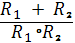 R₁ + R₂
R₁∘R₂